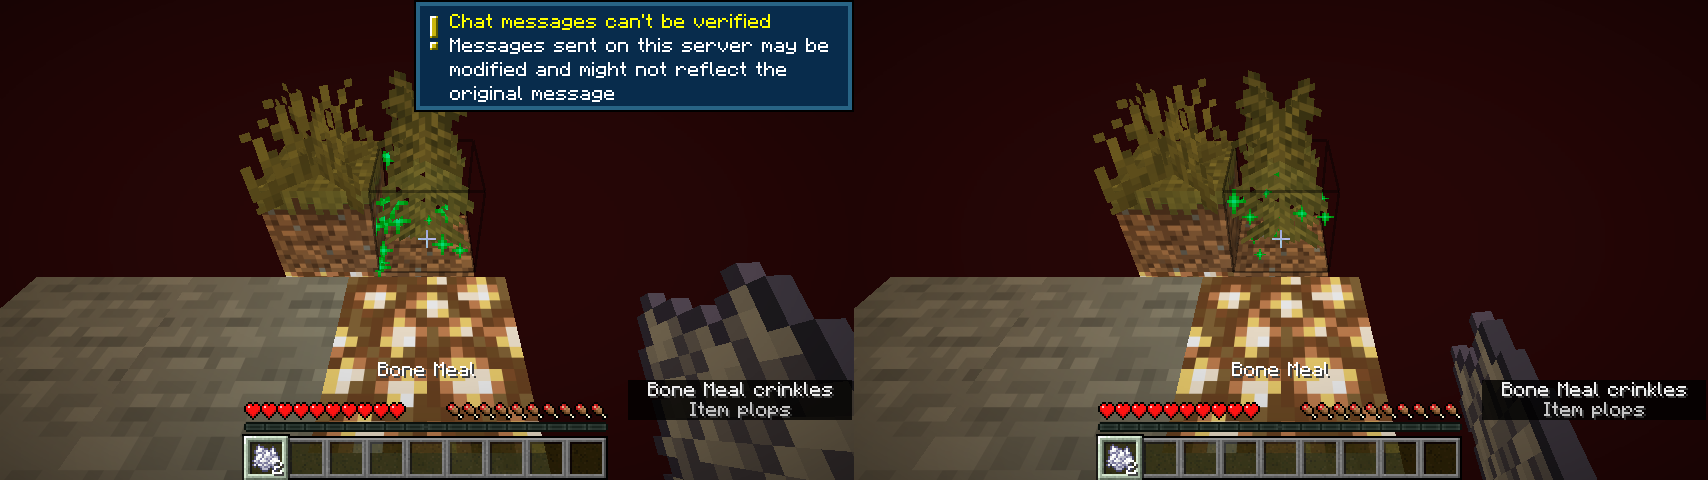 Chat messages can't be verified
Messages sent on this server may be
modified and might not reflect the
original message
Bone Meal
Bone Meal crinkles
Item plops
2
Bone Meal
Bone Meal crinkles
Item plops
2